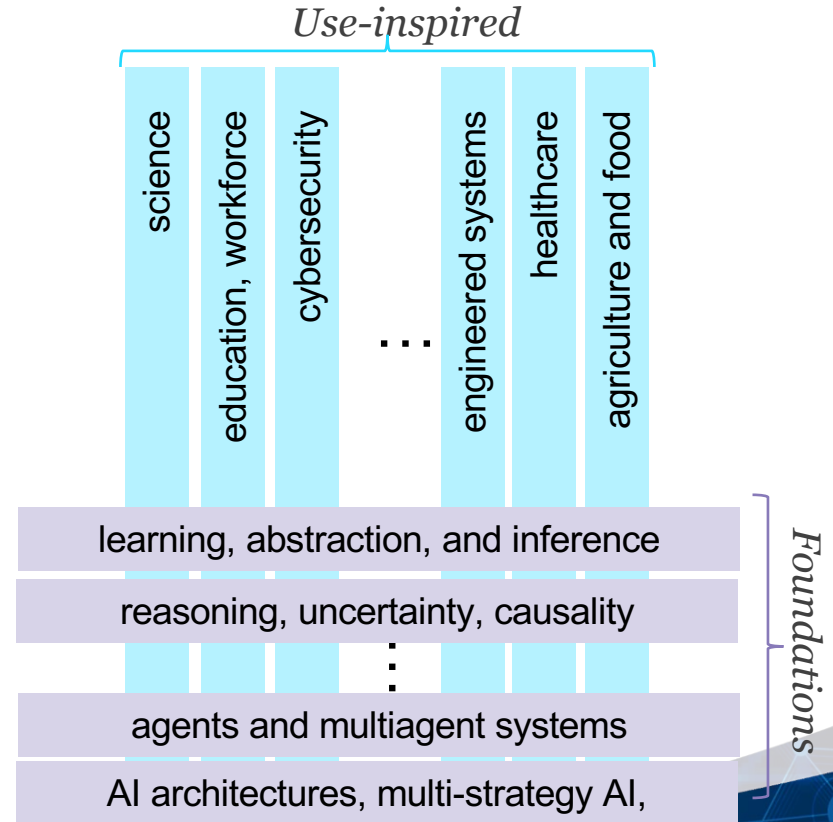 Use-inspired
science
education, workforce
cybersecurity
...
engineered systems
healthcare
agriculture and food
learning, abstraction, and inference
reasoning, uncertainty, causality
agents and multiagent systems
AI architectures, multi-strategy AI,
Foundations